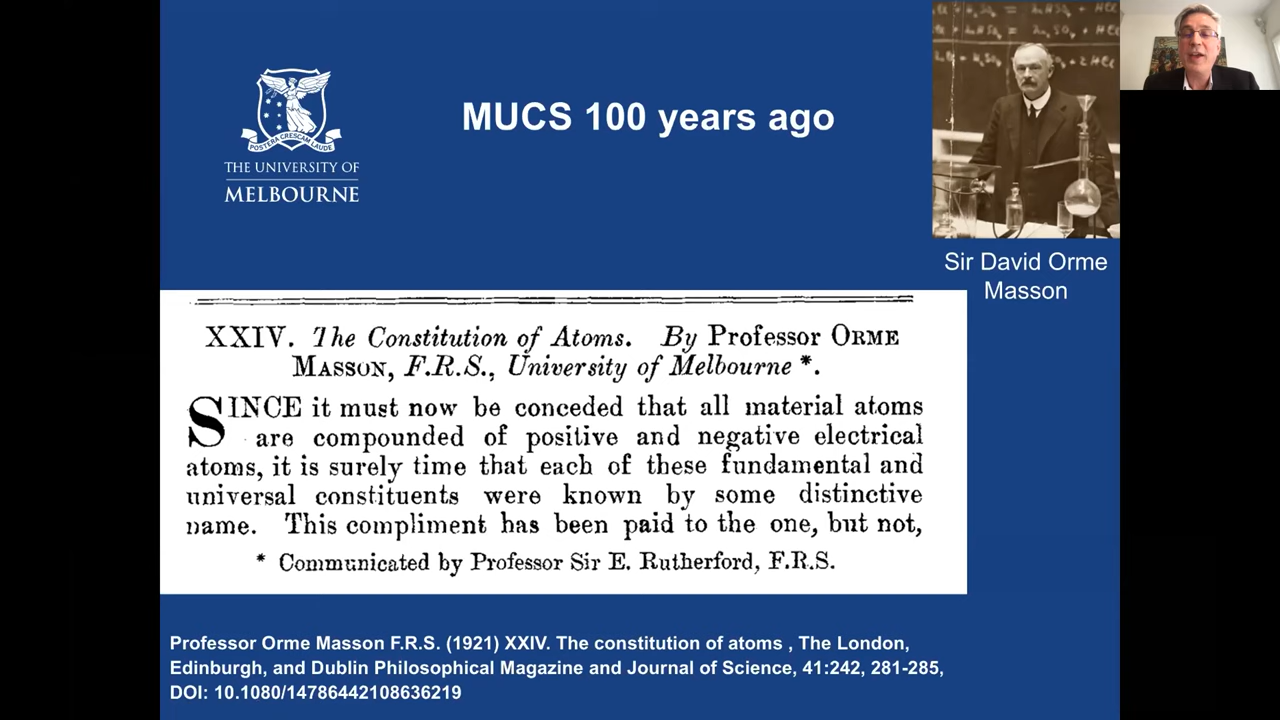 POSTERA CRESCAM LAUDE
THE UNIVERSITY OF
MELBOURNE
MUCS 100 years ago
Sir David Orme
Masson
XXIV. The Constitution of Atoms. By Professor ORME
MASSON, F.R.S., University of Melbourne *.
SINCE it must now be conceded that all material atoms
are compounded of positive and negative electrical
atoms, it is surely time that each of these fundamental and
universal constituents were known by some distinctive
name. This compliment has been paid to the one, but not,
* Communicated by Professor Sir E. Rutherford, F.R.S.
Professor Orme Masson F.R.S. (1921) XXIV. The constitution of atoms , The London,
Edinburgh, and Dublin Philosophical Magazine and Journal of Science, 41:242, 281-285,
DOI: 10.1080/14786442108636219